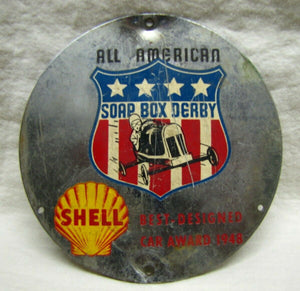 ALL AMERICAN
SOAP BOX DERBY
SHELL
BEST-DESIGNED
CAR AWARD 1948